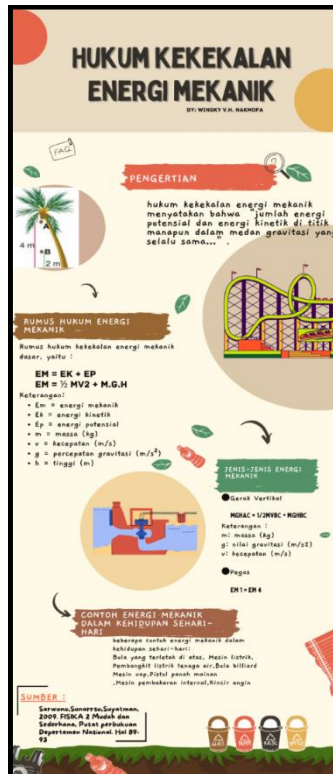 HUKUM KEKEKALAN
ENERGI MEKANIK
BY: WINGKY V.H. NAKMOFA
FAQ
PENGERTIAN
hukum kekekalan energi mekanik
menyatakan bahwa "jumlah energi
potensial dan energi kinetik di titik
manapun dalam medan gravitasi yang
selalu sama..." .
A
4 m
B
2 m
RUMUS HUKUM ENERGI
MEKANIK
Rumus hukum kekekalan energi mekanik
dasar, yaitu :
EM = EK + EP
EM = ½ MV2 + M.G.H
Keterangan:
• Em = energi mekanik
• Ek = energi kinetik
• Ep = energi potensial
• m = massa (kg)
• v = kecepatan (m/s)
• g = percepatan gravitasi (m/s²)
• h = tinggi (m)
JENIS-JENIS ENERGI
MEKANIK
●Gerak Vertikal
MGHAC = 1/2MVBC + MGHBC
Keterangan :
m: massa (kg)
g: nilai gravitasi (m/s2)
v: kecepatan (m/s)
●Pegas
EM 1 = EM 4
CONTOH ENERGI MEKANIK
DALAM KEHIDUPAN SEHARI-
HARI
beberapa contoh energi mekanik dalam
kehidupan sehari-hari:
Bola yang terletak di atas, Mesin listrik,
Pembangkit listrik tenaga air,Bola billiard
Mesin uap,Pistol panah mainan
,Mesin pembakaran internal,Kincir angin
SUMBER :
Sarwono,Sunarrso,Suyatman,
2009. FISIKA 2 Mudah dan
Sederhana, Pusat perbukuan
Departemen Nasional. Hal 89-
93